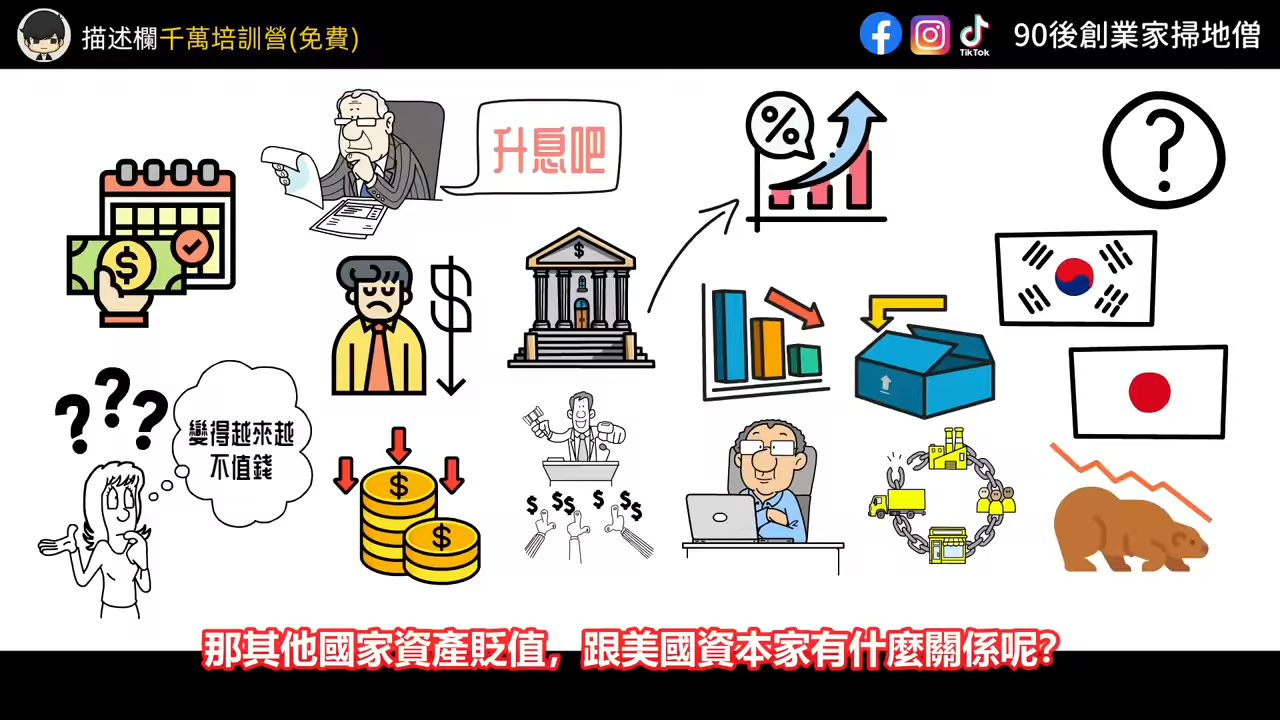 描述欄千萬培訓營(免費)
TikTok
90後創業家掃地僧
升息吧
變得越來越
不值錢
那其他國家資產貶值，跟美國資本家有什麼關係呢?